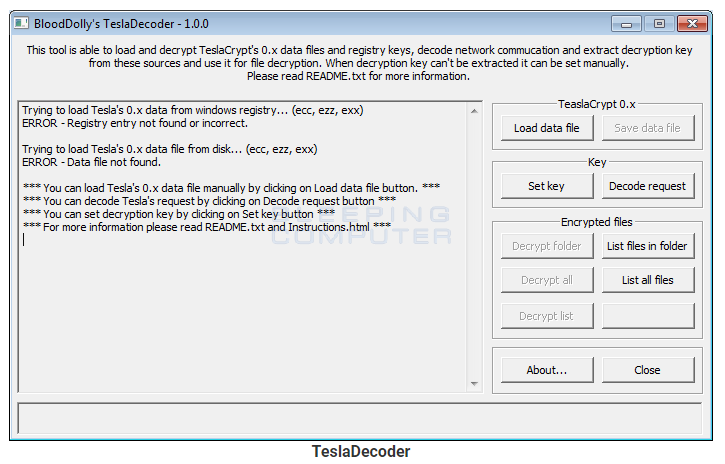 BloodDolly's TeslaDecoder - 1.0.0
This tool is able to load and decrypt TeslaCrypt's 0.x data files and registry keys, decode network commucation and extract decryption key
from these sources and use it for file decryption. When decryption key can't be extracted it can be set manually.
Please read README.txt for more information.
Trying to load Tesla's 0.x data from windows registry... (ecc, ezz, exx)
ERROR - Registry entry not found or incorrect.
Trying to load Tesla's 0.x data file from disk... (ecc, ezz, exx)
ERROR - Data file not found.
*** You can load Tesla's 0.x data file manually by clicking on Load data file button. ***
*** You can decode Tesla's request by clicking on Decode request button ***
*** You can set decryption key by clicking on Set key button ***
*** For more information please read README.txt and Instructions.html ***
BLEEPING
COMPUTER
TeaslaCrypt 0.x
Load data file
Save data file
Key
Set key
Decode request
Encrypted files
Decrypt folder
List files in folder
Decrypt all
List all files
Decrypt list
About...
Close
TeslaDecoder